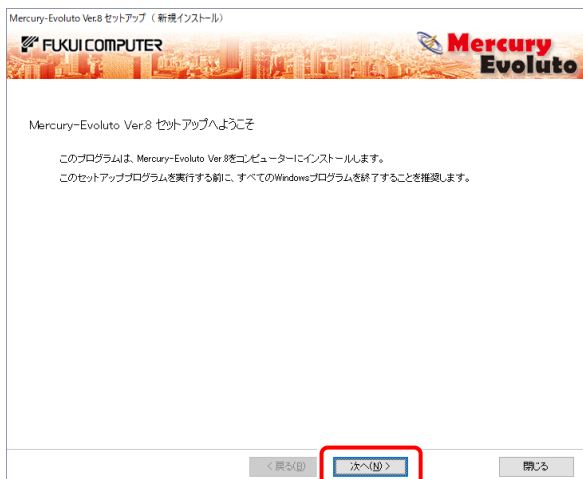 Mercury-Evoluto Ver.8 セットアップ（ 新規インストール）
FUKUI COMPUTER
Mercury
Evoluto
Mercury-Evoluto Ver.8 セットアップへようこそ
このプログラムは、Mercury-Evoluto Ver.8をコンピューターにインストールします。
このセットアッププログラムを実行する前に、すべてのWindowsプログラムを終了することを推奨します。
< 戻る(B) 次へ(N) > 閉じる